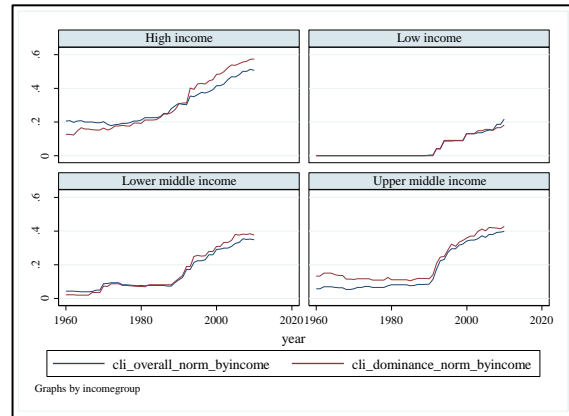 High income
Low income
0 .2 .4 .6
Lower middle income
Upper middle income
0 .2 .4 .6
1960 1980 2000 2020
1960 1980 2000 2020
year
cli_overall_norm_byincome
cli_dominance_norm_byincome
Graphs by incomegroup